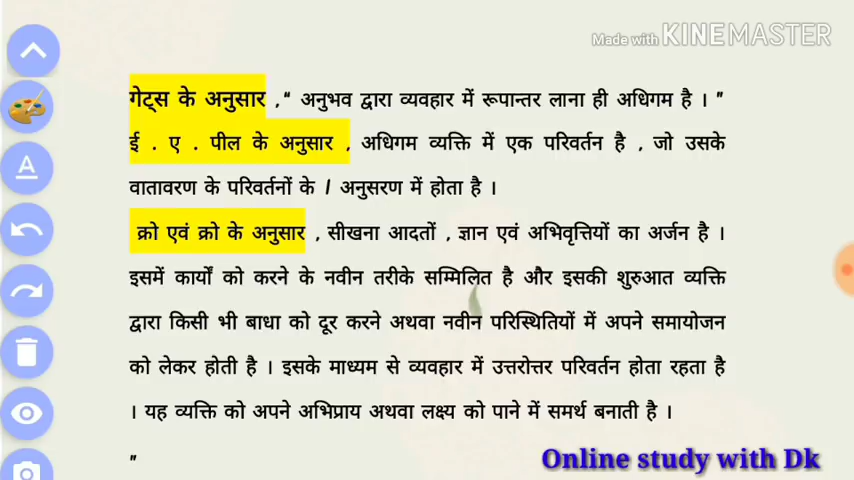 Made with KINEMASTER
गेट्स के अनुसार ,“ अनुभव द्वारा व्यवहार में रूपान्तर लाना ही अधिगम है । ”
ई . ए . पील के अनुसार , अधिगम व्यक्ति में एक परिवर्तन है , जो उसके
वातावरण के परिवर्तनों के / अनुसरण में होता है ।
क्रो एवं क्रो के अनुसार , सीखना आदतों , ज्ञान एवं अभिवृत्तियों का अर्जन है ।
इसमें कार्यों को करने के नवीन तरीके सम्मिलित है और इसकी शुरुआत व्यक्ति
द्वारा किसी भी बाधा को दूर करने अथवा नवीन परिस्थितियों में अपने समायोजन
को लेकर होती है । इसके माध्यम से व्यवहार में उत्तरोत्तर परिवर्तन होता रहता है
। यह व्यक्ति को अपने अभिप्राय अथवा लक्ष्य को पाने में समर्थ बनाती है ।
”
Online study with Dk